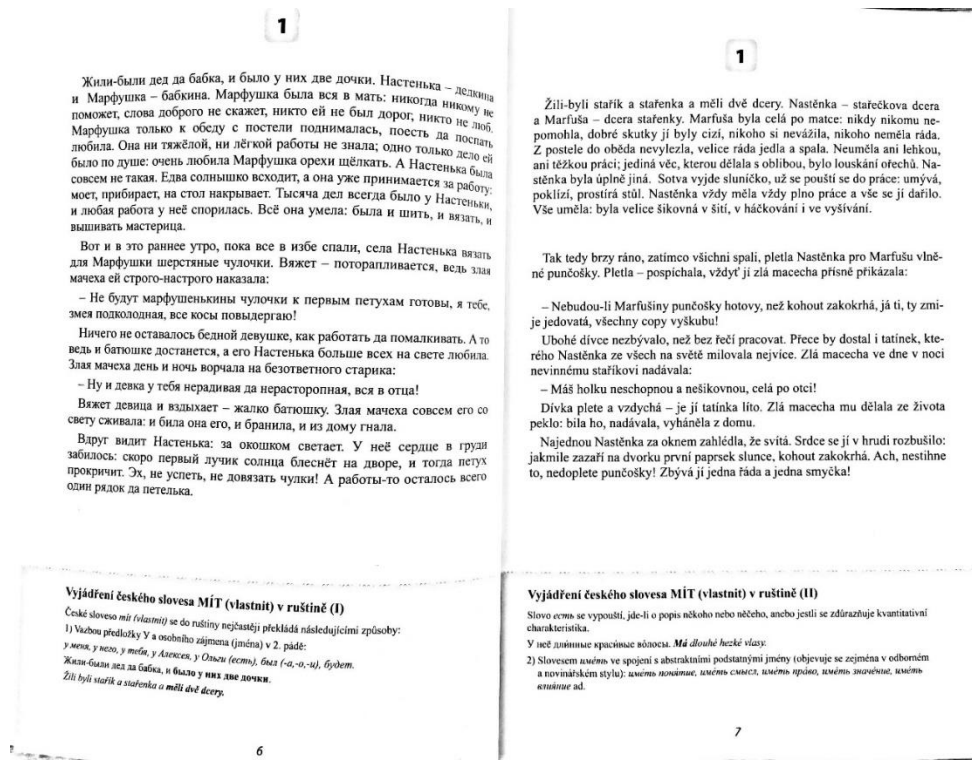 1
Жили-были дед да бабка, и было у них две дочки. Настенька – дедкина
и Марфушка – бабкина. Марфушка была вся в мать: никогда никому не
поможет, слова доброго не скажет, никто ей не был дорог, никто не люб.
Марфушка только к обеду с постели поднималась, поесть да поспать
любила. Она ни тяжёлой, ни лёгкой работы не знала; одно только дело ей
было по душе: очень любила Марфушка орехи щёлкать. А Настенька была
совсем не такая. Едва солнышко всходит, а она уже принимается за работу:
моет, прибирает, на стол накрывает. Тысяча дел всегда было у Настеньки,
и любая работа у неё спорилась. Всё она умела: была и шить, и вязать, и
вышивать мастерица.
Вот и в это раннее утро, пока все в избе спали, села Настенька вязать
для Марфушки шерстяные чулочки. Вяжет – поторапливается, ведь злая
мачеха ей строго-настрого наказала:
– Не будут марфушенькины чулочки к первым петухам готовы, я тебе,
змея подколодная, все косы повыдергаю!
Ничего не оставалось бедной девушке, как работать да помалкивать. А то
ведь и батюшке достанется, а его Настенька больше всех на свете любила.
Злая мачеха день и ночь ворчала на безответного старика:
– Ну и девка у тебя нерадивая да нерасторопная, вся в отца!
Вяжет девица и вздыхает – жалко батюшку. Злая мачеха совсем его со
свету сживала: и била она его, и бранила, и из дому гнала.
Вдруг видит Настенька: за окошком светает. У неё сердце в груди
забилось: скоро первый лучик солнца блеснёт на дворе, и тогда петух
прокричит. Эх, не успеть, не довязать чулки! А работы-то осталось всего
один рядок да петелька.
Vyjádření českého slovesa MÍT (vlastnit) v ruštině (I)
České sloveso mít (vlastnit) se do ruštiny nejčastěji překládá následujícími způsoby:
1) Vazbou předložky У a osobního zájmena (jména) v 2. pádě:
у меня, у него, у тебя, у Алексея, у Ольги (есть), был (-а,-о,-и), будет.
Жили-были дед да бабка, и было у них две дочки.
Žili byli stařík a stařenka a měli dvě dcery.
6
1
Žili-byli stařík a stařenka a měli dvě dcery. Nastěnka – stařečkova dcera
a Marfuša – dcera stařenky. Marfuša byla celá po matce: nikdy nikomu ne-
pomohla, dobré skutky jí byly cizí, nikoho si nevážila, nikoho neměla ráda.
Z postele do oběda nevylezla, velice ráda jedla a spala. Neuměla ani lehkou,
ani těžkou práci; jediná věc, kterou dělala s oblibou, bylo louskání ořechů. Na-
stěnka byla úplně jiná. Sotva vyjde sluníčko, už se pouští se do práce: umývá,
poklízí, prostírá stůl. Nastěnka vždy měla vždy plno práce a vše se jí dařilo.
Vše uměla: byla velice šikovná v šití, v háčkování i ve vyšívání.
Tak tedy brzy ráno, zatímco všichni spali, pletla Nastěnka pro Marfušu vlně-
né punčošky. Pletla – pospíchala, vždyť jí zlá macecha přísně přikázala:
– Nebudou-li Marfušiny punčošky hotovy, než kohout zakokrhá, já ti, ty zmi-
je jedovatá, všechny copy vyškubu!
Ubohé dívce nezbývalo, než bez řečí pracovat. Přece by dostal i tatínek, kte-
rého Nastěnka ze všech na světě milovala nejvíce. Zlá macecha ve dne v noci
nevinnému staříkovi nadávala:
– Máš holku neschopnou a nešikovnou, celá po otci!
Dívka plete a vzdychá – je jí tatínka líto. Zlá macecha mu dělala ze života
peklo: bila ho, nadávala, vyháněla z domu.
Najednou Nastěnka za oknem zahlédla, že svítá. Srdce se jí v hrudi rozbušilo:
jakmile zazáří na dvorku první paprsek slunce, kohout zakokrhá. Ach, nestihne
to, nedoplete punčošky! Zbývá jí jedna řáda a jedna smyčka!
Vyjádření českého slovesa MÍT (vlastnit) v ruštině (II)
Slovo есть se vypouští, jde-li o popis někoho nebo něčeho, anebo jestli se zdůrazňuje kvantitativní
charakteristika.
У неё длинные красивые волосы. Má dlouhé hezké vlasy.
2) Slovesem иметь ve spojení s abstraktními podstatnými jmény (objevuje se zejména v odborném
a novinářském stylu): иметь понятие, иметь смысл, иметь право, иметь значение, иметь
влияние ad.
7